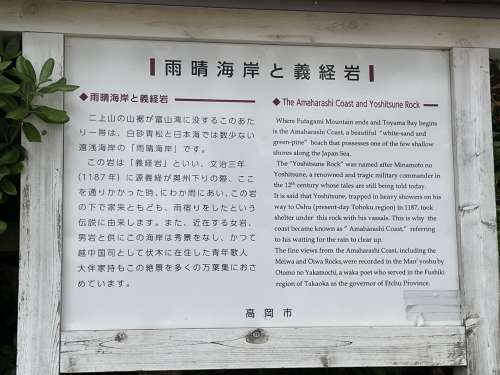 雨晴海岸と義経岩
◆雨晴海岸と義経岩
二上山の山裾が富山湾に没するこのあた
り一帯は、白砂青松と日本海では数少ない
遠浅海岸の「雨晴海岸」です。
この岩は「義経岩」といい、文治三年
(1187年)に源義経が奥州下りの際、ここ
を通りかかった時、にわか雨にあい、この岩
の下で家来ともども、雨宿りをしたという
伝説に由来します。また、近在する女岩、
男岩と供にこの海岸は秀景をなし、かつて
越中国司として伏木に在住した青年歌人
大伴家持もこの絶景を多くの万葉集におさ
めています。
◆The Amaharashi Coast and Yoshitsune Rock
Where Futagami Mountain ends and Toyama Bay begins
is the Amaharashi Coast, a beautiful "white-sand and
green-pine" beach that possesses one of the few shallow
shores along the Japan Sea.
The "Yoshitsune Rock" was named after Minamoto no
Yoshitsune, a renowned and tragic military commander in
the 12th century whose tales are still being told today.
It is said that Yoshitsune, trapped in heavy showers on his
way to Oshu (present-day Tohoku region) in 1187, took
shelter under this rock with his vassals. This is why the
coast became known as " Amaharashi Coast," referring
to his waiting for the rain to clear up.
The fine views from the Amaharashi Coast, including the
Meiwa and Oiwa Rocks,were recorded in the Man' yoshu by
Otomo no Yakamochi, a waka poet who served in the Fushiki
region of Takaoka as the governor of Etchu Province.
高岡市